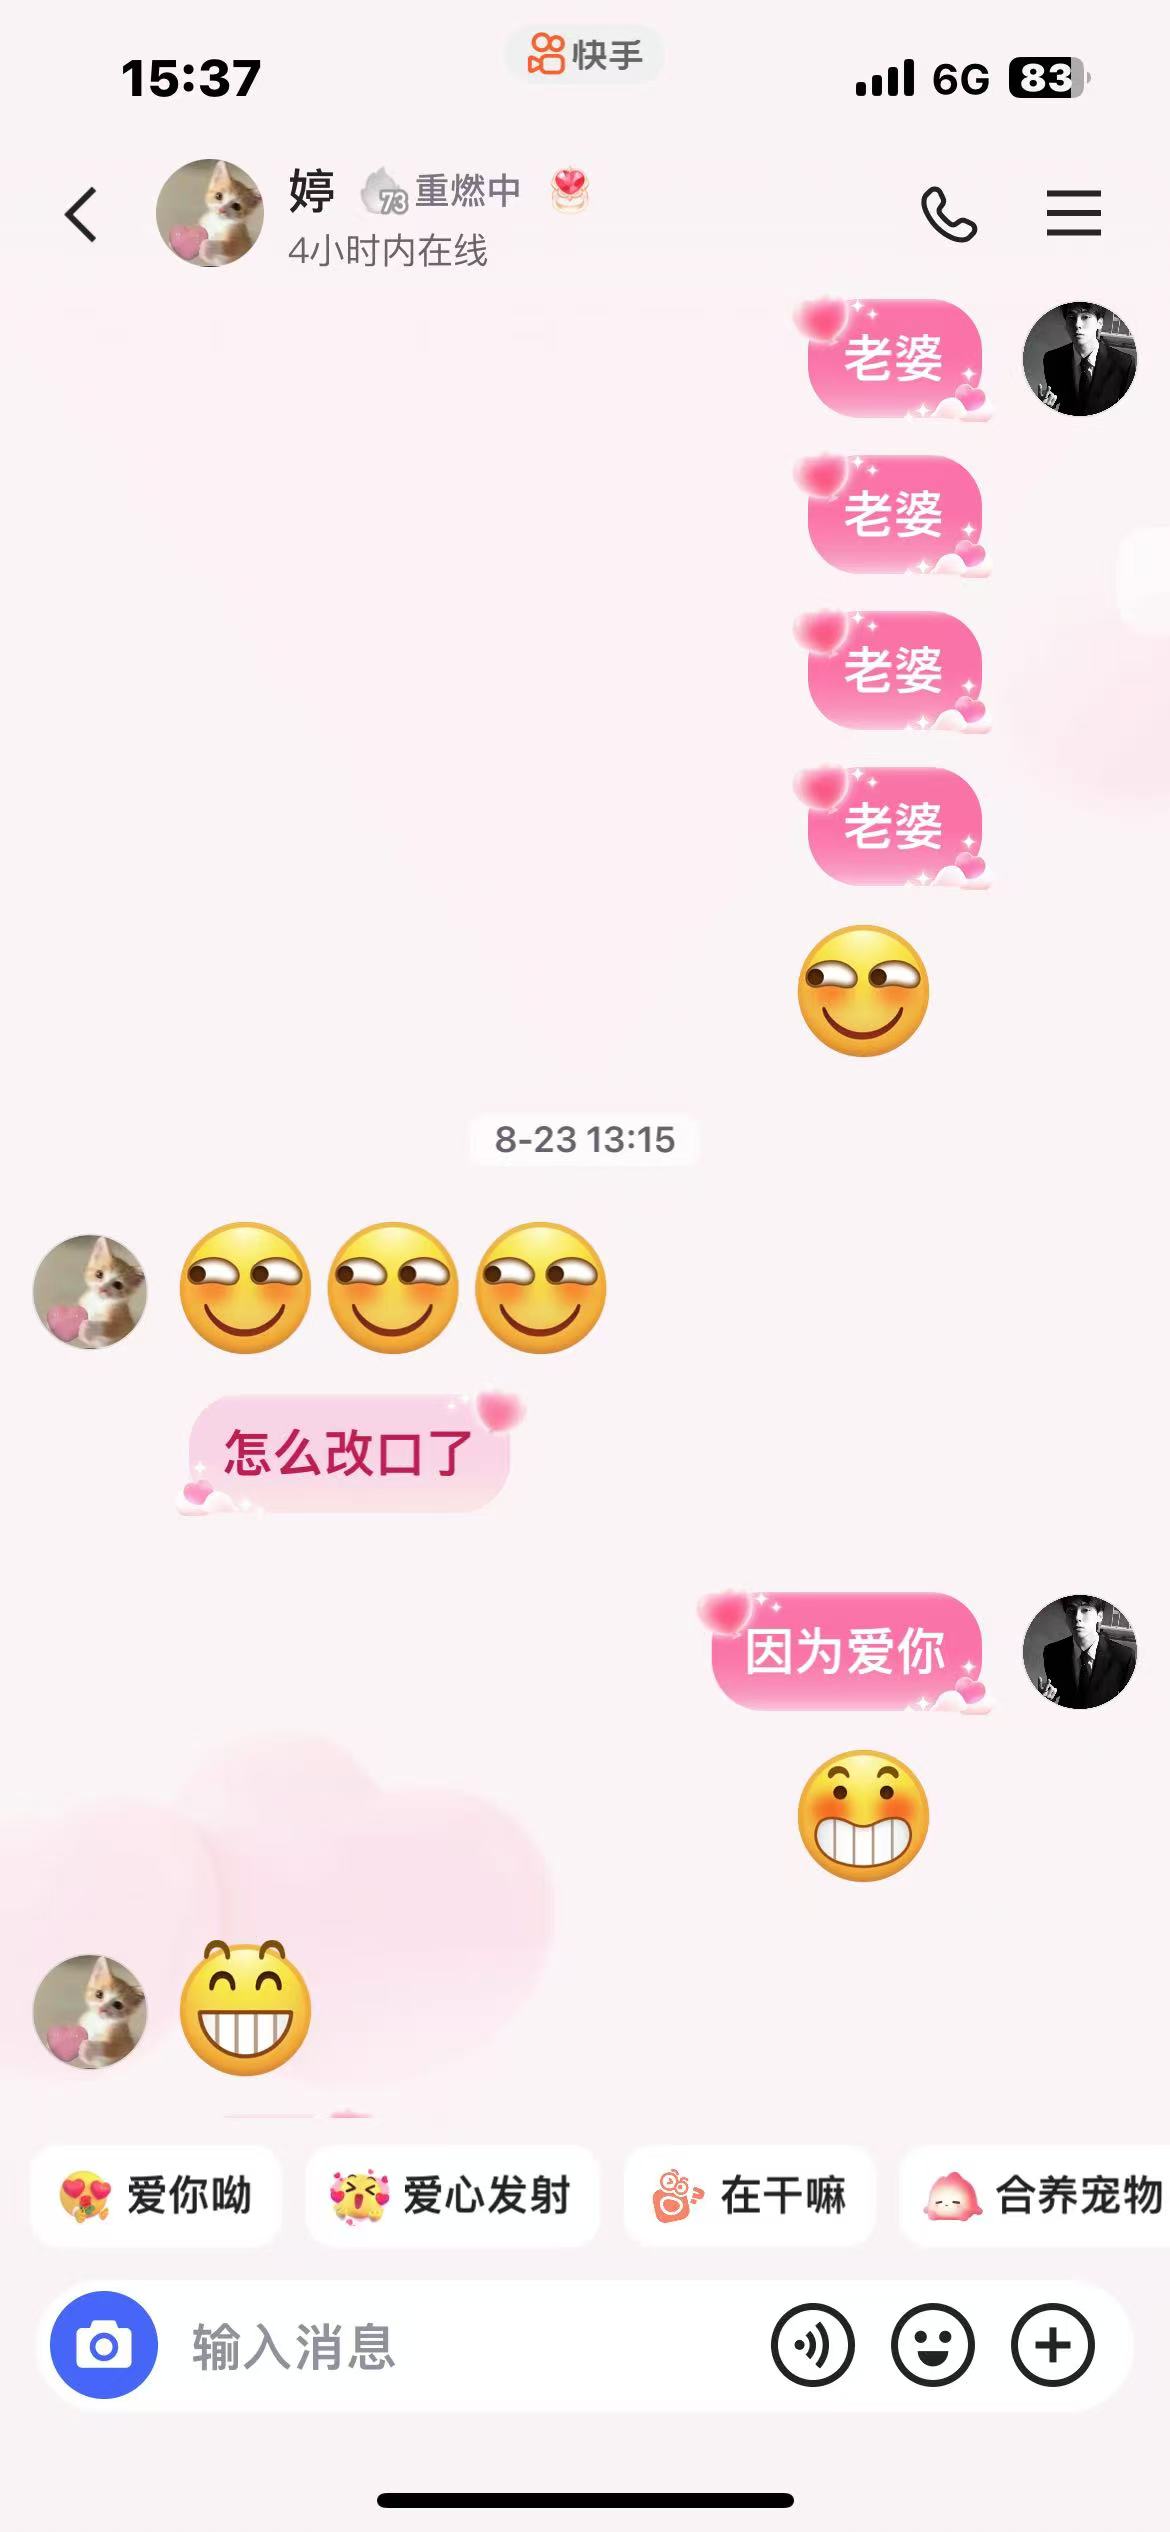 15:37
快手
6G
83
婷
73
重燃中
4小时内在线
老婆
老婆
老婆
老婆
8-23 13:15
怎么改口了
因为爱你
爱你呦
爱心发射
在干嘛
合养宠物
输入消息